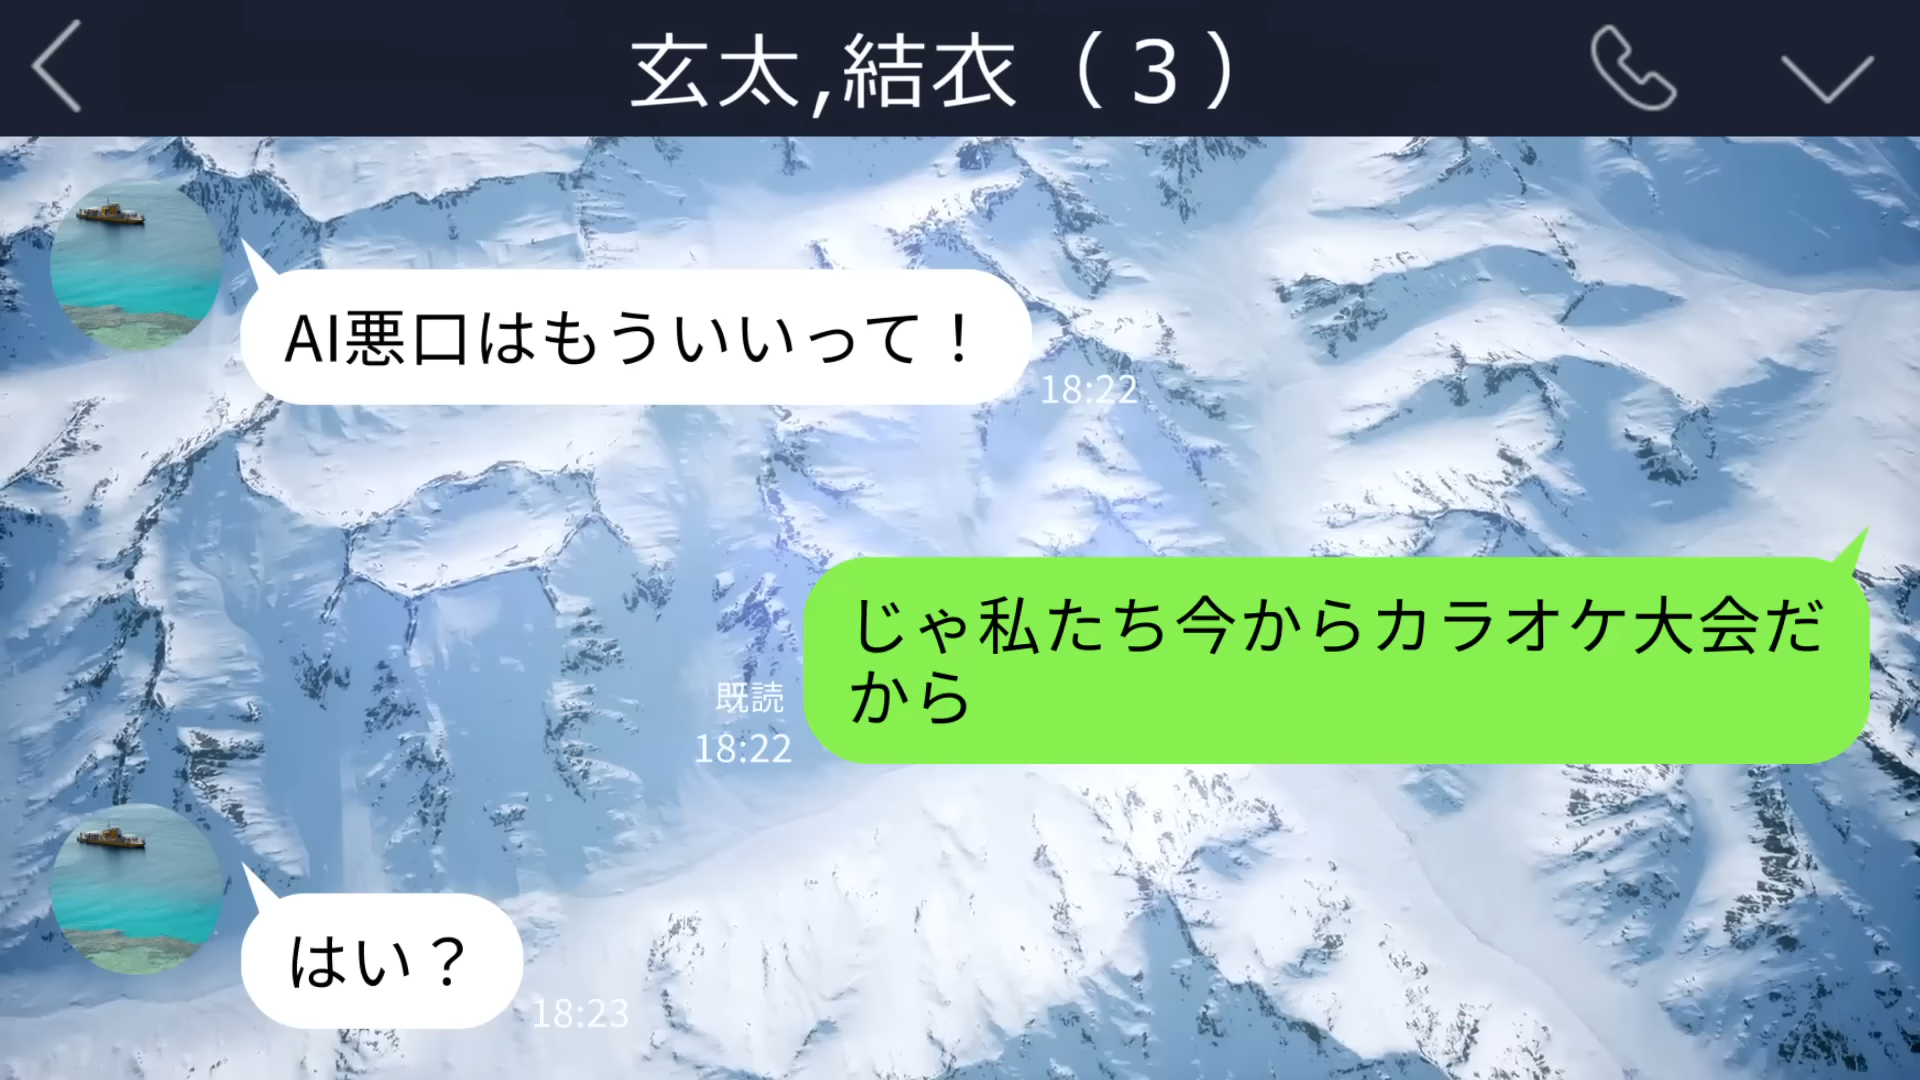 玄太,結衣（３）
AI悪口はもういいって！
18:22
じゃ私たち今からカラオケ大会だ
から
既読
18:22
はい？
18:23